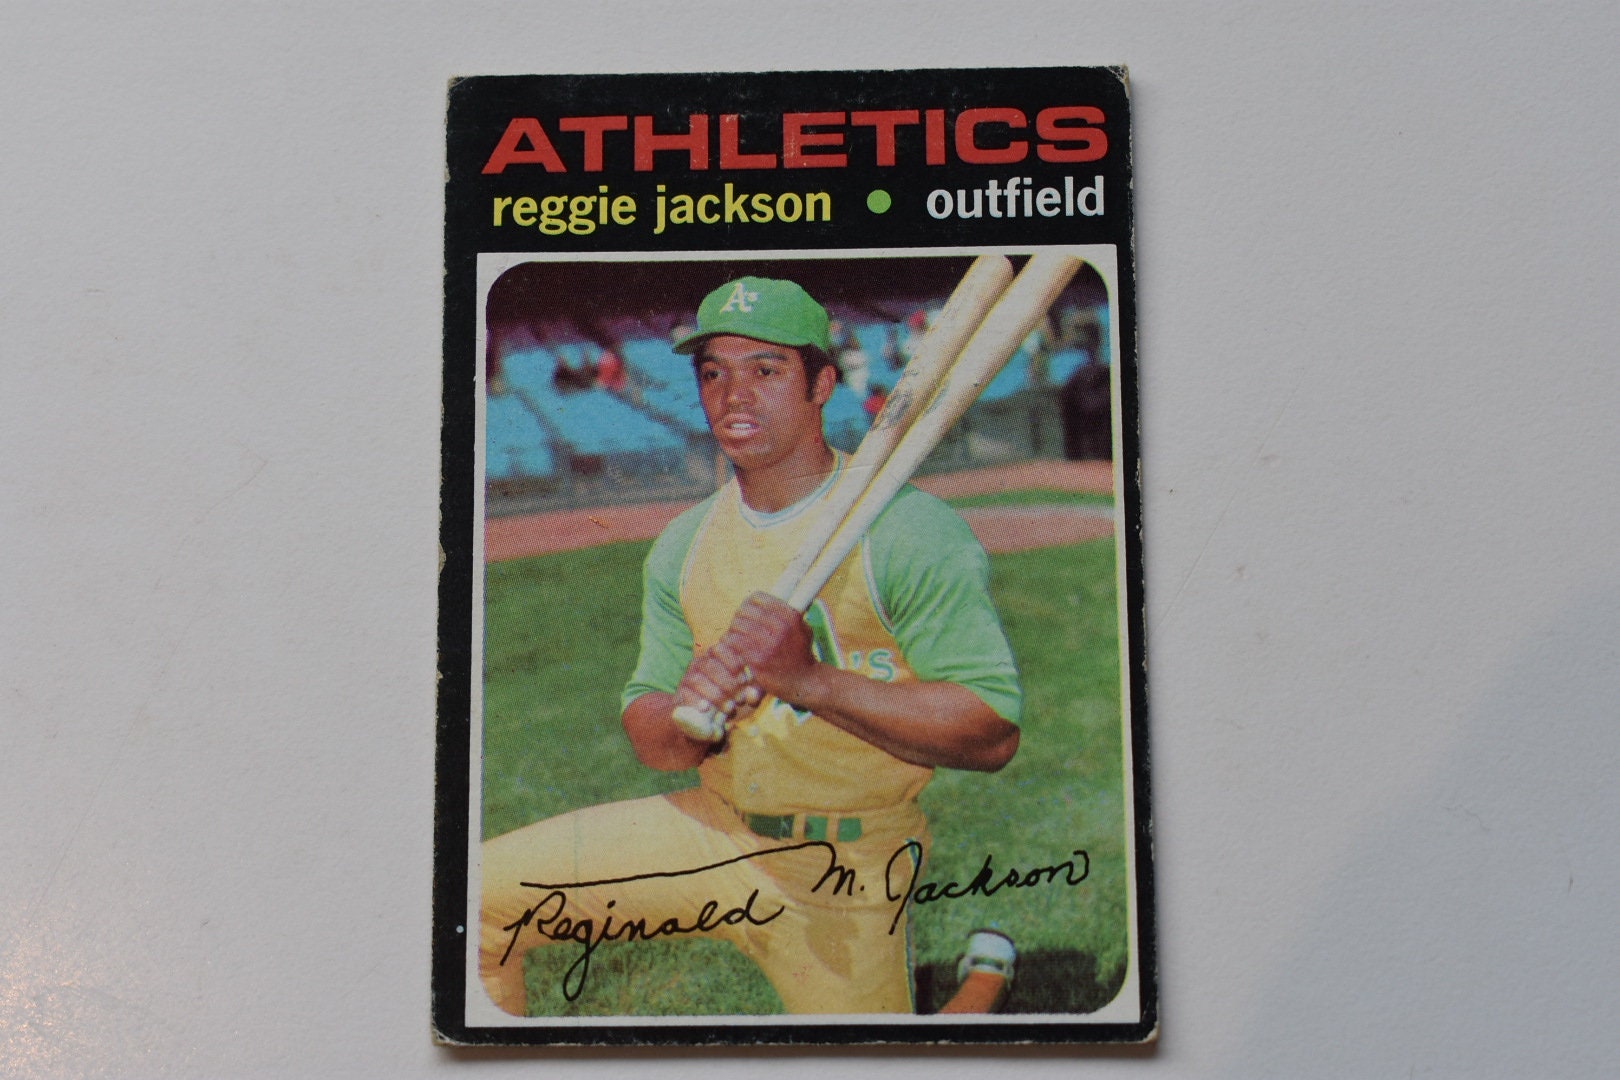 ATHLETICS
reggie jackson • outfield
A's
'S
Reginald M. Jackson